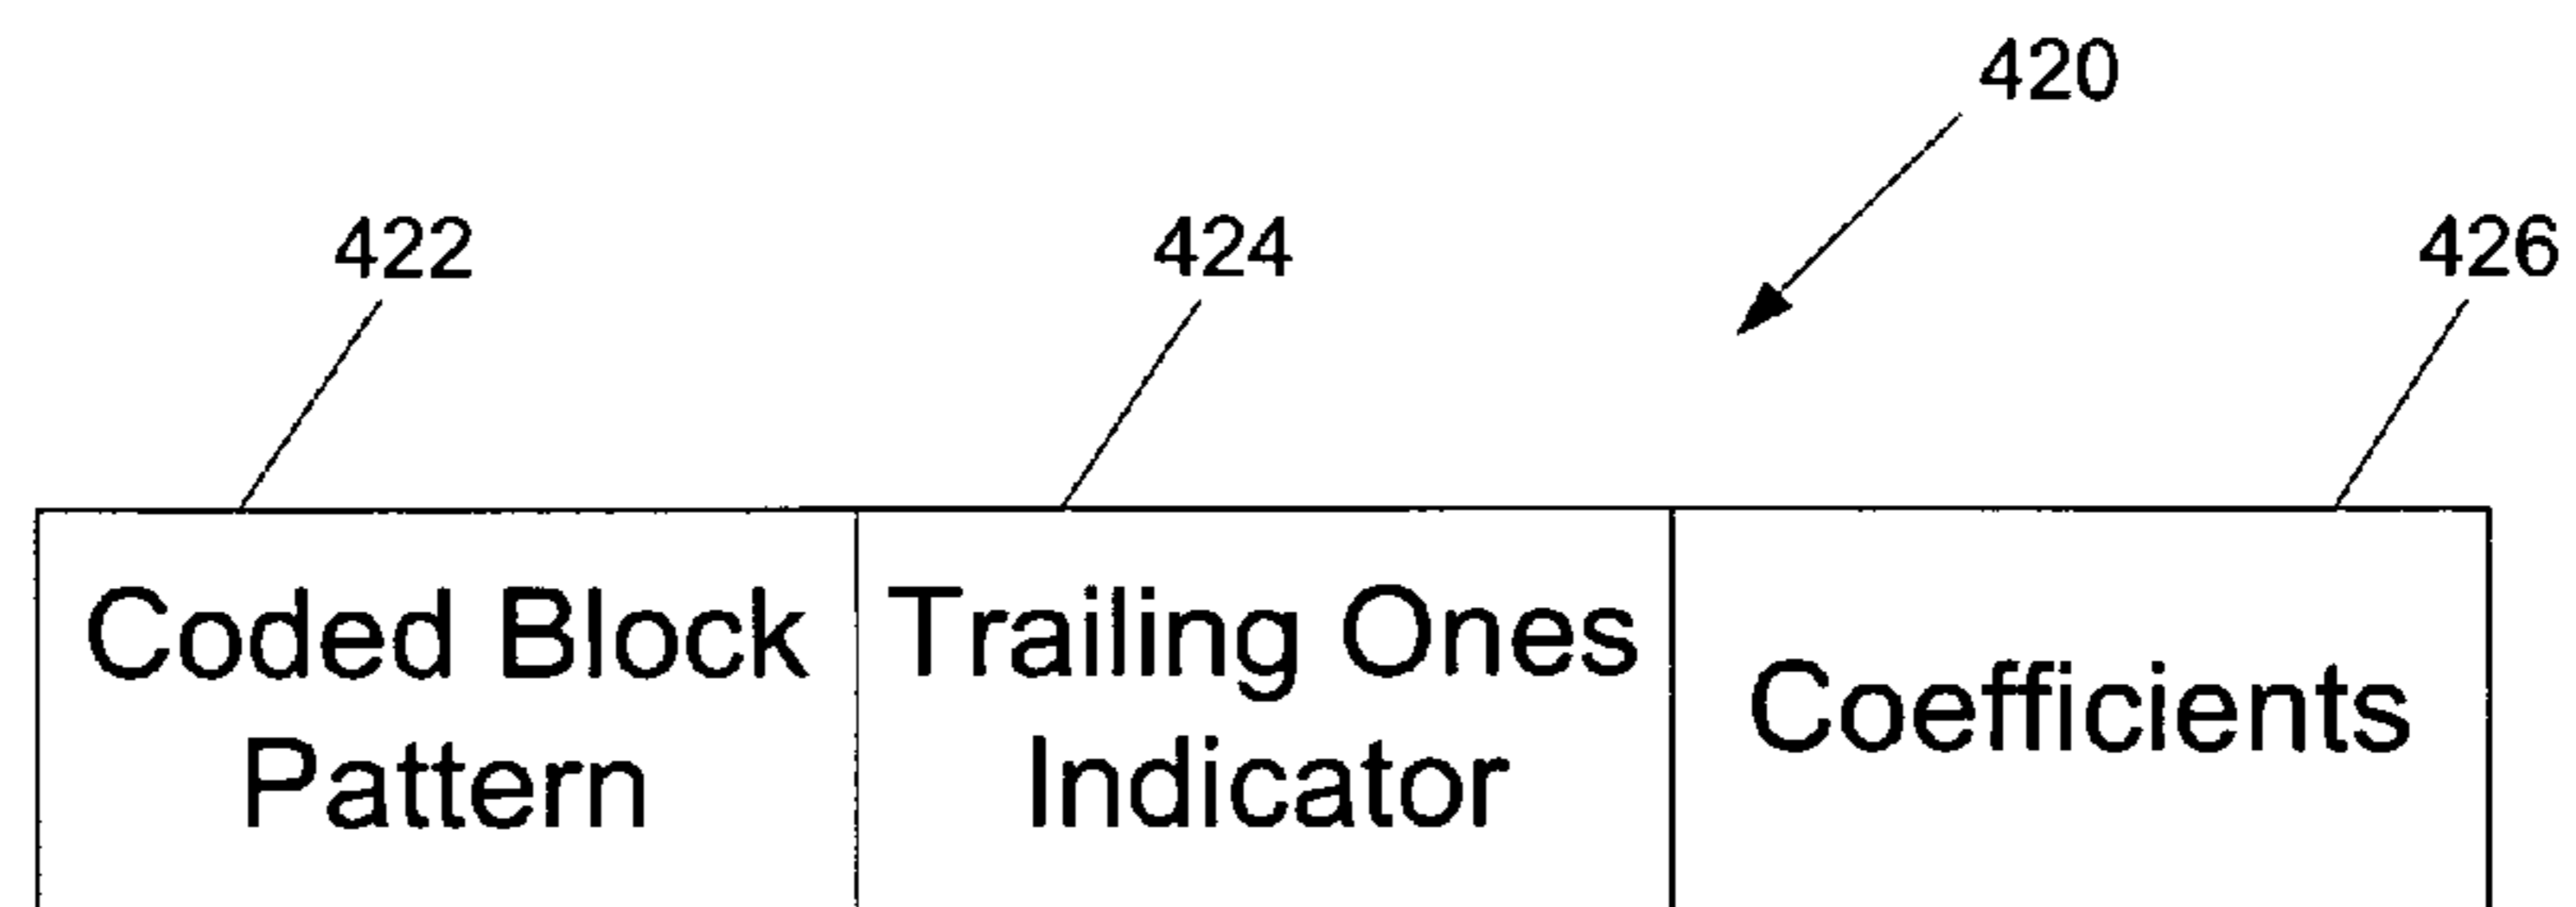 420
422
424
426
Coded Block
Pattern
Trailing Ones
Indicator
Coefficients